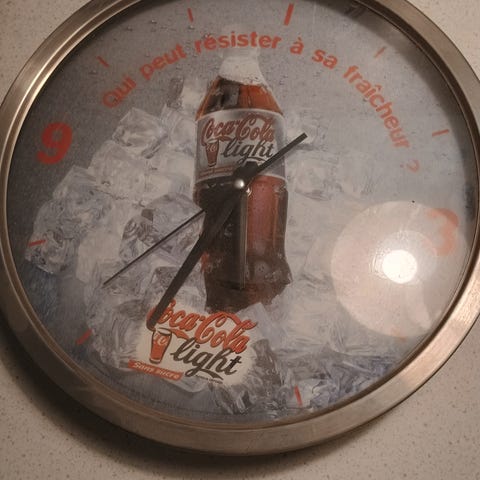 Qui peut résister à sa fraîcheur ?
9
3
Coca-Cola
light
Coca-Cola
light
Sans sucre